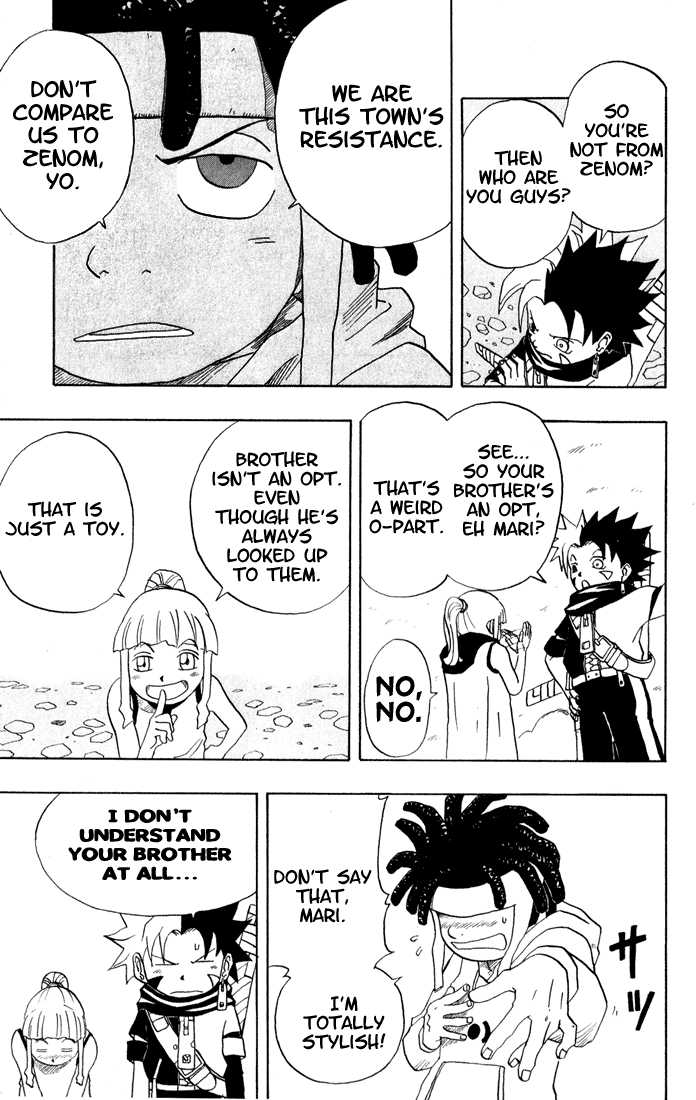 SO
YOU'RE
NOT FROM
ZENOM?
THEN
WHO ARE
YOU GUYS?
WE ARE
THIS TOWN'S
RESISTANCE.
DON'T
COMPARE
US TO
ZENOM,
YO.
SEE...
SO YOUR
BROTHER'S
AN OPT,
EH MARI?
THAT'S
A WEIRD
O-PART.
NO,
NO.
BROTHER
ISN'T AN OPT.
EVEN
THOUGH HE'S
ALWAYS
LOOKED UP
TO THEM.
THAT IS
JUST A TOY.
サッ
DON'T SAY
THAT,
MARI.
I'M
TOTALLY
STYLISH!
I DON'T
UNDERSTAND
YOUR BROTHER
AT ALL...